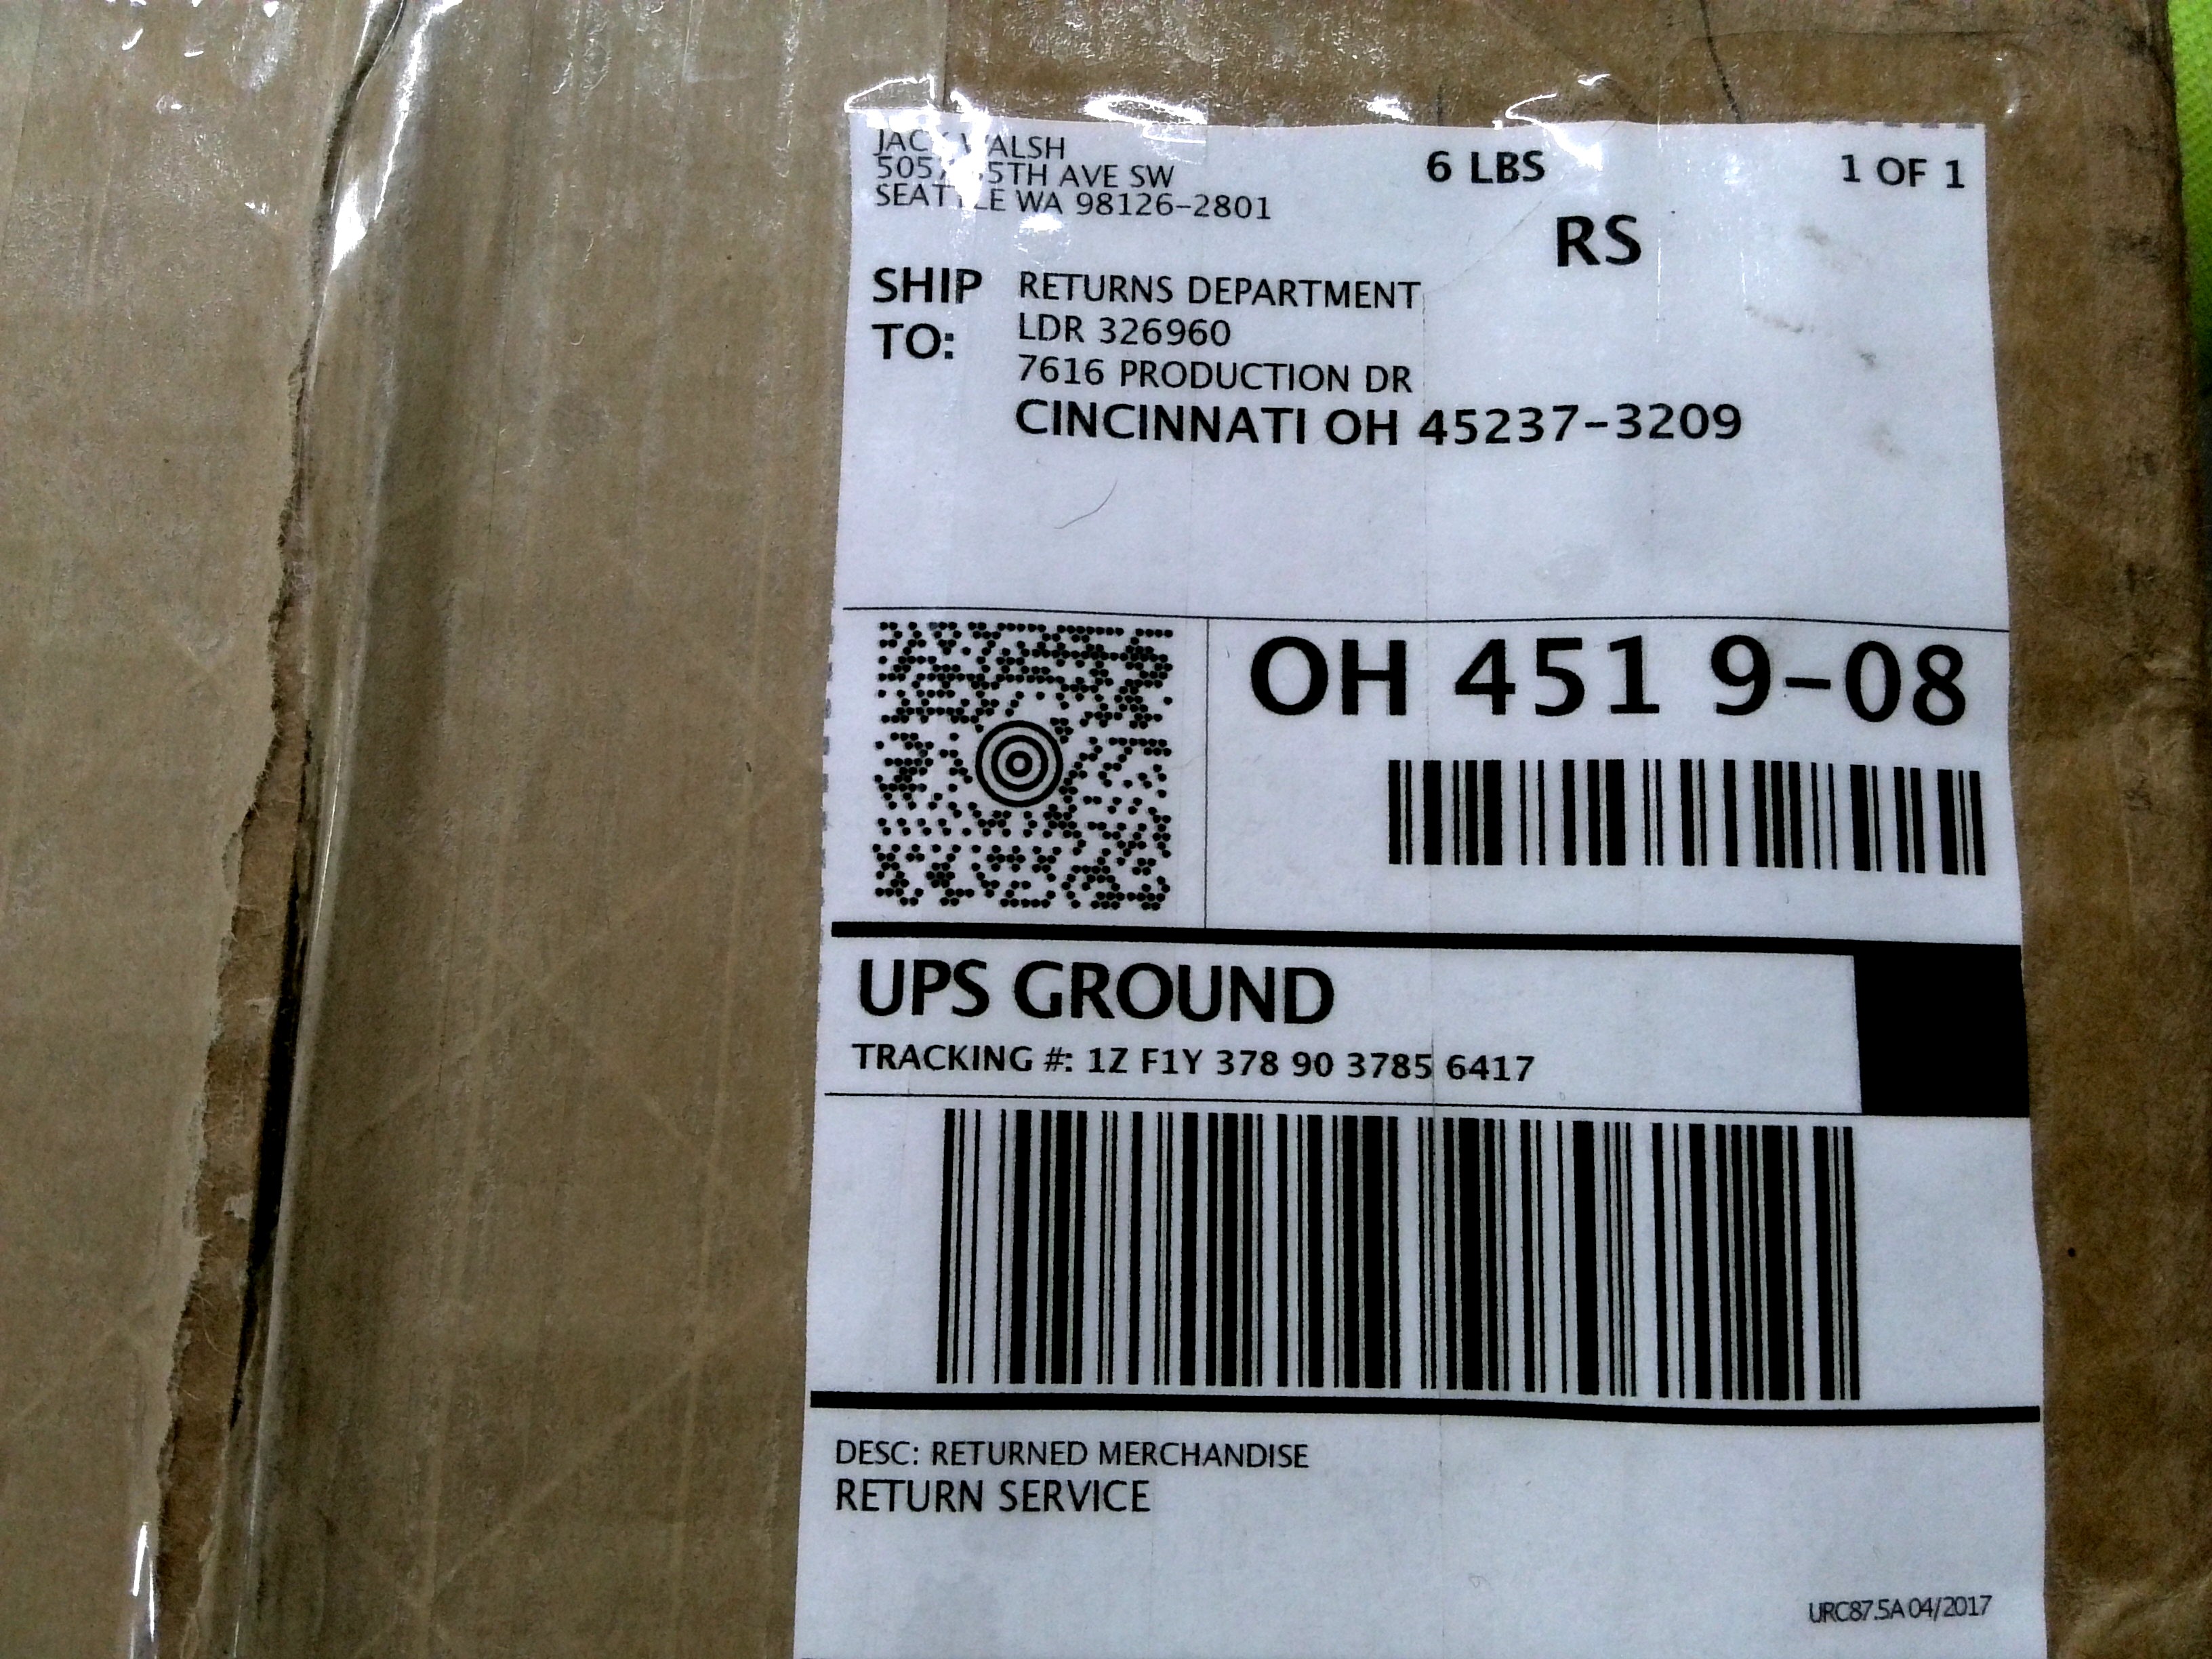 WALSH
AVE SW
SEATTLE WA 98126-2801
6 LBS
1 OF 1
RS
SHIP TO:
RETURNS DEPARTMENT
LDR 326960
7616 PRODUCTION DR
CINCINNATI OH 45237-3209
OH 451 9-08
UPS GROUND
TRACKING #: 1Z F1Y 378 90 3785 6417
DESC: RETURNED MERCHANDISE
RETURN SERVICE
URC87.5A 04/2017